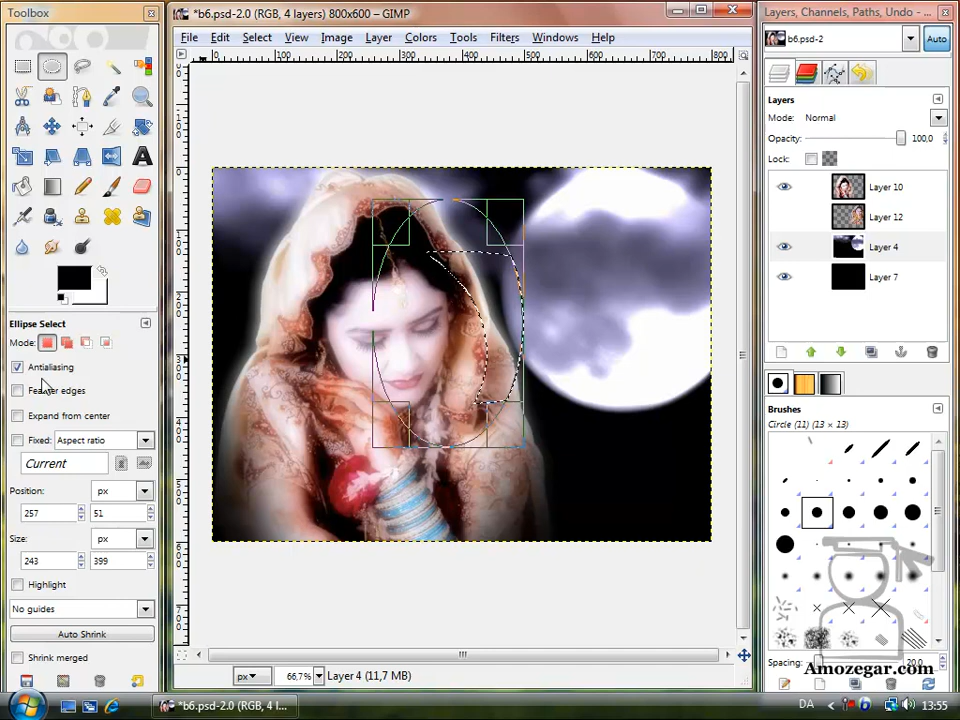 Toolbox
*b6.psd-2.0 (RGB, 4 layers) 800x600 – GIMP
Layers, Channels, Paths, Undo -
File Edit Select View Image Layer Colors Tools Filters Windows Help
b6.psd-2
Auto
Layers
Mode: Normal
Opacity: 100,0
Lock:
Layer 10
Layer 12
Layer 4
Layer 7
Ellipse Select
Mode:
Antialiasing
Feather edges
Expand from center
Fixed: Aspect ratio
Current
Position: px
257 51
Size: px
243 399
Highlight
No guides
Auto Shrink
Shrink merged
Brushes
Circle (11) (13 × 13)
Spacing: 20,0
Amozegar.com
px 66,7% Layer 4 (11,7 MB)
*b6.psd-2.0 (RGB, 4 l...
DA 13:55